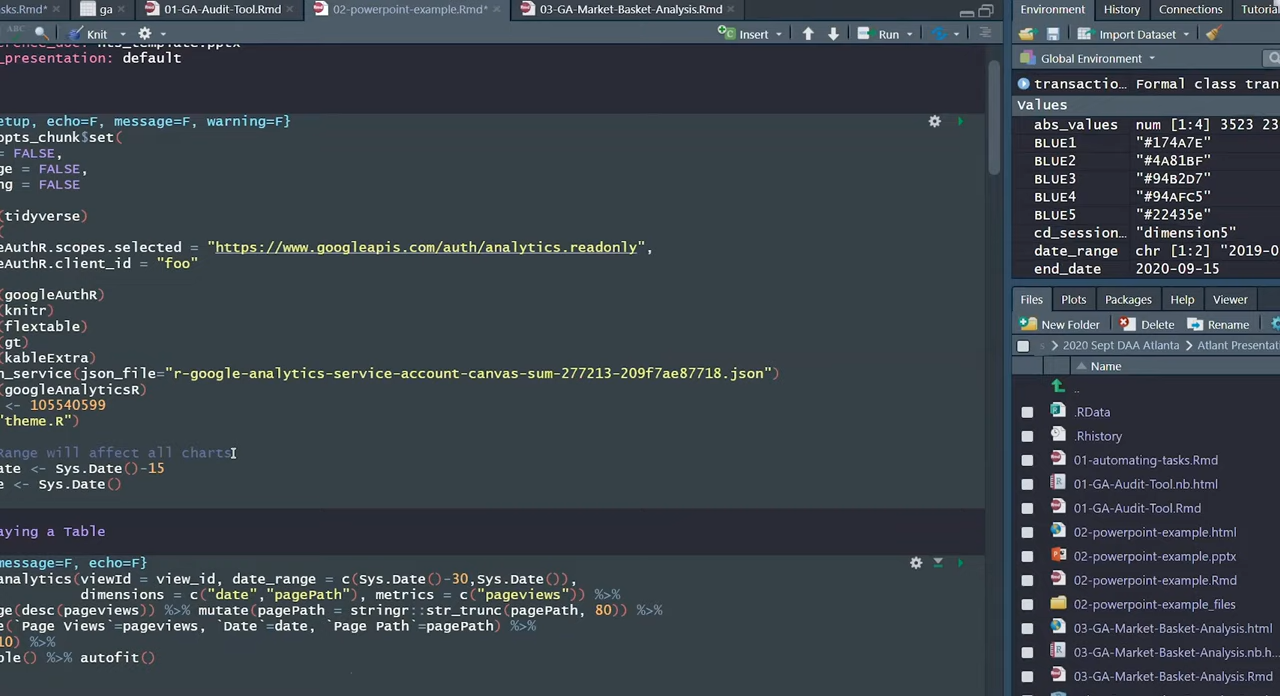 sks.Rmd*
ga
01-GA-Audit-Tool.Rmd
02-powerpoint-example.Rmd*
03-GA-Market-Basket-Analysis.Rmd
ABC
Knit
Insert
Run
_presentation: default
etup, echo=F, message=F, warning=F}
opts_chunk$set(
= FALSE,
ge = FALSE,
ng = FALSE
(tidyverse)
(
eAuthR.scopes.selected = "https://www.googleapis.com/auth/analytics.readonly",
eAuthR.client_id = "foo"
(googleAuthR)
(knitr)
(flextable)
(gt)
(kableExtra)
n_service(json_file="r-google-analytics-service-account-canvas-sum-277213-209f7ae87718.json")
(googleAnalyticsR)
<- 105540599
"theme.R")
Range will affect all charts
ate <- Sys.Date()-15
e <- Sys.Date()
aying a Table
message=F, echo=F}
analytics(viewId = view_id, date_range = c(Sys.Date()-30,Sys.Date()),
dimensions = c("date","pagePath"), metrics = c("pageviews")) %>%
ge(desc(pageviews)) %>% mutate(pagePath = stringr::str_trunc(pagePath, 80)) %>%
e(`Page Views`=pageviews, `Date`=date, `Page Path`=pagePath) %>%
10) %>%
ble() %>% autofit()
Environment
History
Connections
Tutoria
Import Dataset
Global Environment
transactio… Formal class tran
Values
abs_values num [1:4] 3523 23
BLUE1 "#174A7E"
BLUE2 "#4A81BF"
BLUE3 "#94B2D7"
BLUE4 "#94AFC5"
BLUE5 "#22435e"
cd_session… "dimension5"
date_range chr [1:2] "2019-0
end_date 2020-09-15
Files
Plots
Packages
Help
Viewer
New Folder
Delete
Rename
s
2020 Sept DAA Atlanta
Atlant Presentati
Name
..
.RData
.Rhistory
01-automating-tasks.Rmd
01-GA-Audit-Tool.nb.html
01-GA-Audit-Tool.Rmd
02-powerpoint-example.html
02-powerpoint-example.pptx
02-powerpoint-example.Rmd
02-powerpoint-example_files
03-GA-Market-Basket-Analysis.html
03-GA-Market-Basket-Analysis.nb.h...
03-GA-Market-Basket-Analysis.Rmd